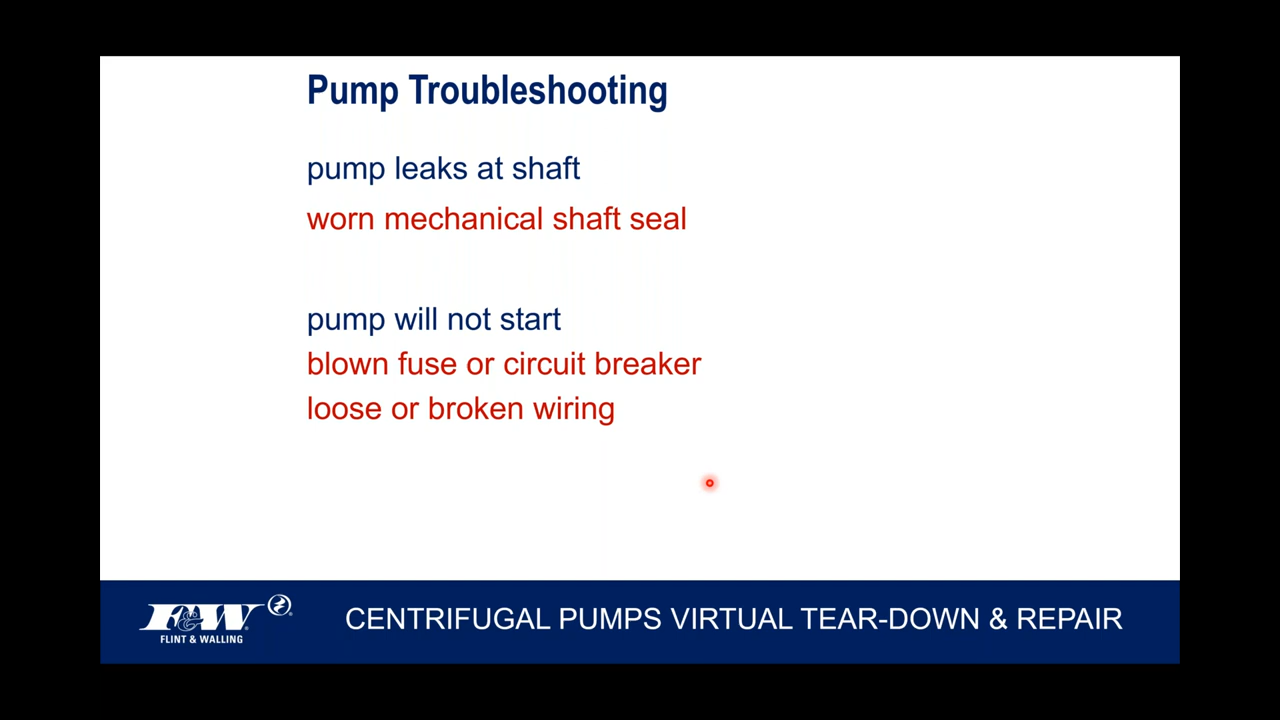 Pump Troubleshooting
pump leaks at shaft
worn mechanical shaft seal
pump will not start
blown fuse or circuit breaker
loose or broken wiring
F&W
FLINT & WALLING
CENTRIFUGAL PUMPS VIRTUAL TEAR-DOWN & REPAIR